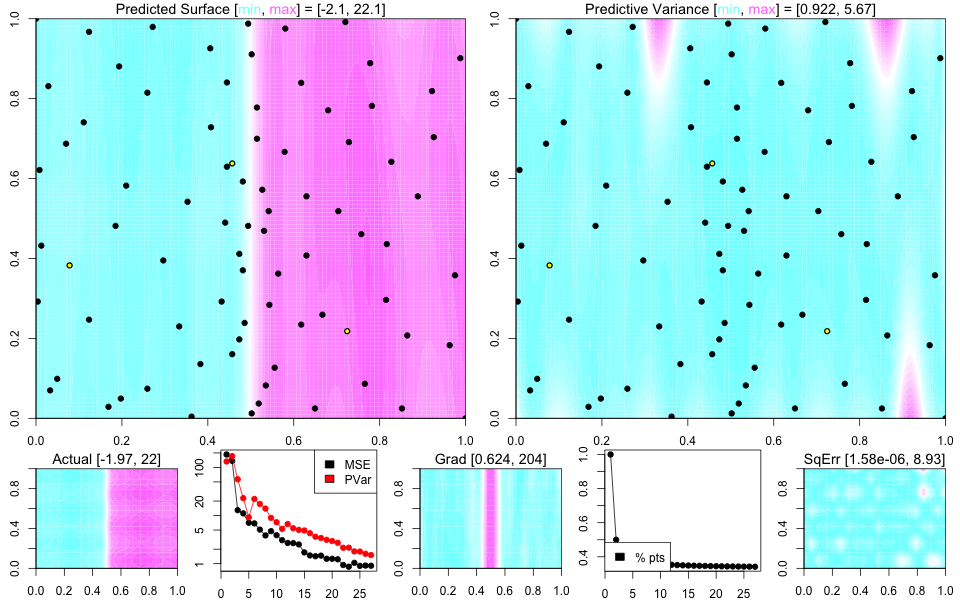 Predicted Surface [min, max] = [-2.1, 22.1]
Predictive Variance [min, max] = [0.922, 5.67]
1.0
0.8
0.6
0.4
0.2
0.0
0.0 0.2 0.4 0.6 0.8 1.0
1.0
0.8
0.6
0.4
0.2
0.0
0.0 0.2 0.4 0.6 0.8 1.0
Actual [-1.97, 22]
0.8
0.4
0.0
0.0 0.2 0.4 0.6 0.8 1.0
MSE
PVar
100
20
5
1
0 5 10 15 20 25
Grad [0.624, 204]
0.8
0.4
0.0
0.0 0.2 0.4 0.6 0.8 1.0
% pts
1.0
0.8
0.6
0.4
0 5 10 15 20 25
SqErr [1.58e-06, 8.93]
0.8
0.4
0.0
0.0 0.2 0.4 0.6 0.8 1.0